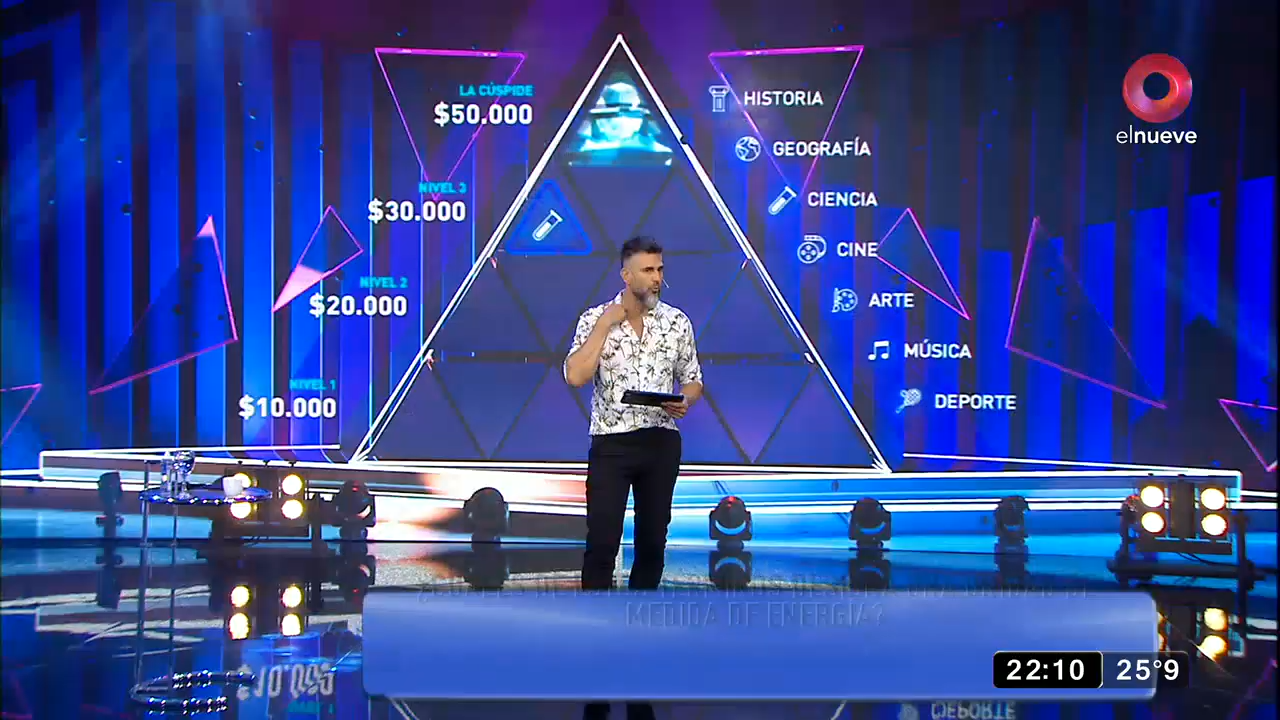 LA CÚSPIDE
$50.000
NIVEL 3
$30.000
NIVEL 2
$20.000
NIVEL 1
$10.000
HISTORIA
GEOGRAFÍA
CIENCIA
CINE
ARTE
MÚSICA
DEPORTE
elnueve
MEDIDA DE ENERGÍA?
22:10 25°9